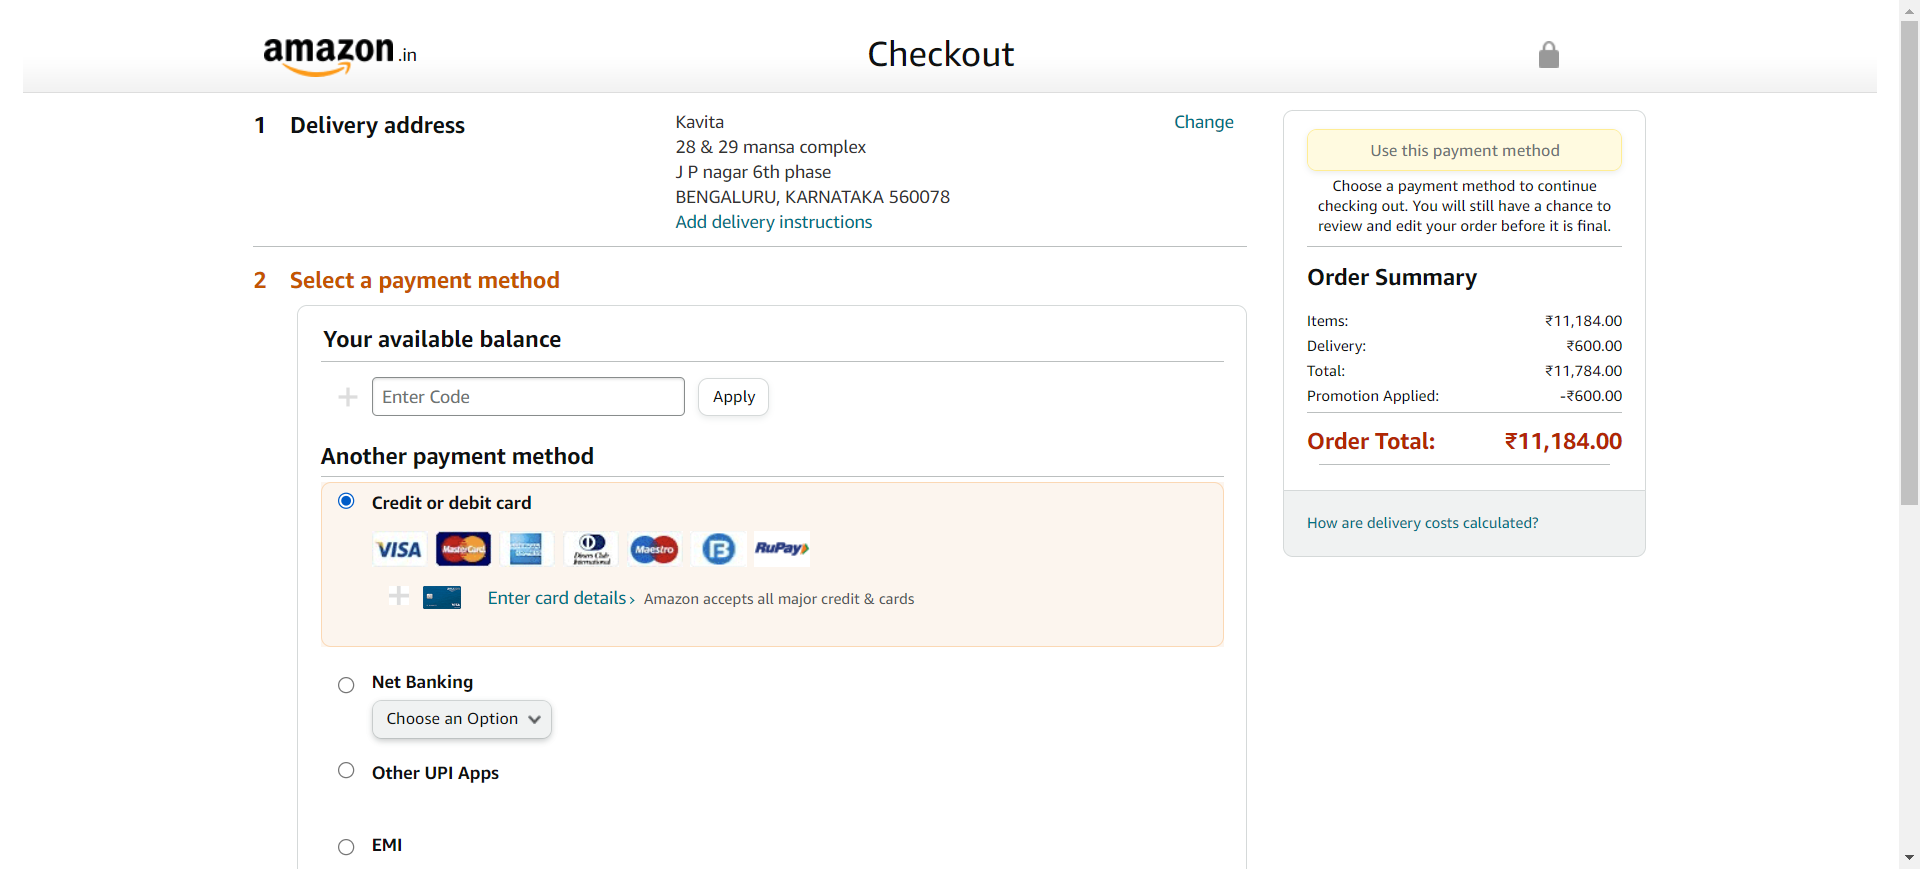 amazon.in
Checkout
1 Delivery address
Kavita
28 & 29 mansa complex
J P nagar 6th phase
BENGALURU, KARNATAKA 560078
Add delivery instructions
Change
2 Select a payment method
Your available balance
Enter Code
Apply
Another payment method
Credit or debit card
VISA MasterCard Diners Club International Maestro B RuPay
Enter card details › Amazon accepts all major credit & cards
Net Banking
Choose an Option
Other UPI Apps
EMI
Use this payment method
Choose a payment method to continue
checking out. You will still have a chance to
review and edit your order before it is final.
Order Summary
Items: ₹11,184.00
Delivery: ₹600.00
Total: ₹11,784.00
Promotion Applied: -₹600.00
Order Total: ₹11,184.00
How are delivery costs calculated?